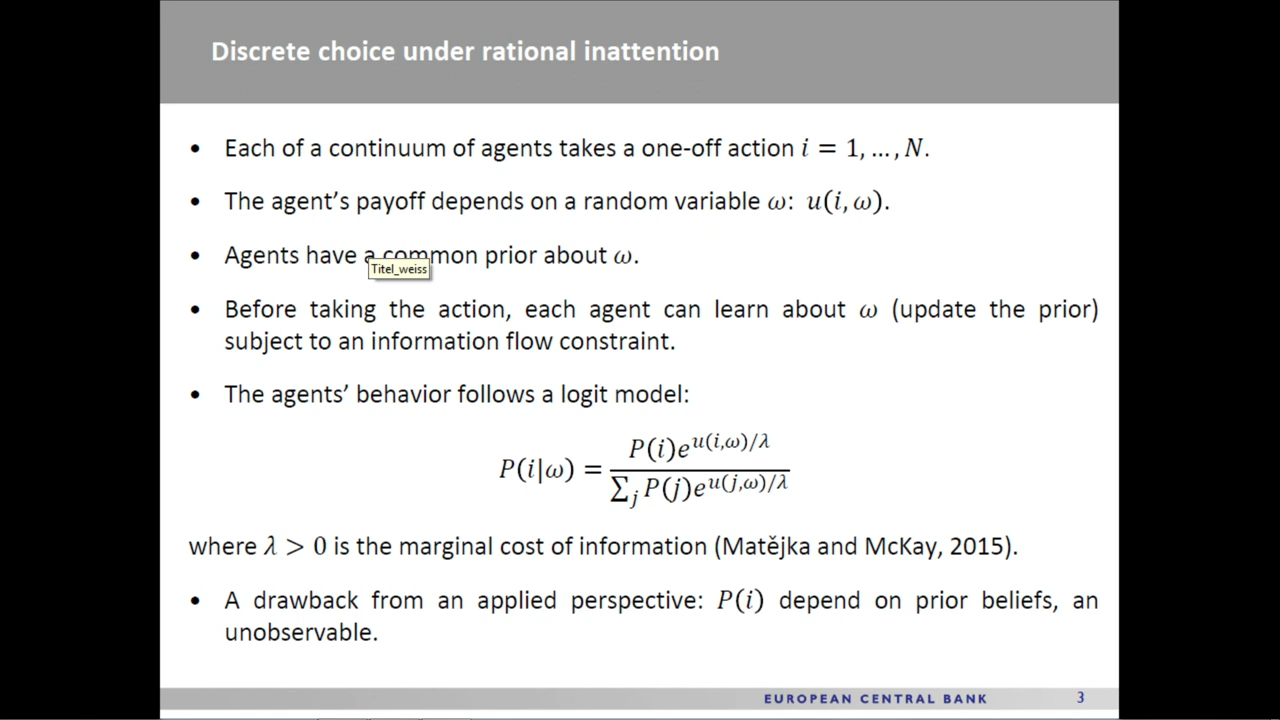 Discrete choice under rational inattention
• Each of a continuum of agents takes a one-off action i = 1, … , N.
• The agent's payoff depends on a random variable ω: u(i, ω).
• Agents have a common prior about ω.
Titel_weiss
• Before taking the action, each agent can learn about ω (update the prior)
subject to an information flow constraint.
• The agents' behavior follows a logit model:
P(i|ω) = P(i)e^{u(i,ω)/λ} / ∑_j P(j)e^{u(j,ω)/λ}
where λ > 0 is the marginal cost of information (Matějka and McKay, 2015).
• A drawback from an applied perspective: P(i) depend on prior beliefs, an
unobservable.
EUROPEAN CENTRAL BANK 3